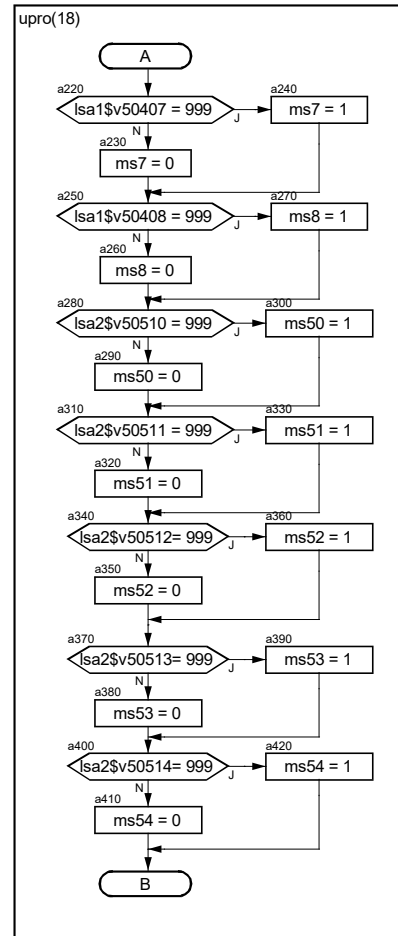 upro(18)
A
a220
lsa1$v50407 = 999
J
a240
ms7 = 1
N
a230
ms7 = 0
a250
lsa1$v50408 = 999
J
a270
ms8 = 1
N
a260
ms8 = 0
a280
lsa2$v50510 = 999
J
a300
ms50 = 1
N
a290
ms50 = 0
a310
lsa2$v50511 = 999
J
a330
ms51 = 1
N
a320
ms51 = 0
a340
lsa2$v50512= 999
J
a360
ms52 = 1
N
a350
ms52 = 0
a370
lsa2$v50513= 999
J
a390
ms53 = 1
N
a380
ms53 = 0
a400
lsa2$v50514= 999
J
a420
ms54 = 1
N
a410
ms54 = 0
B